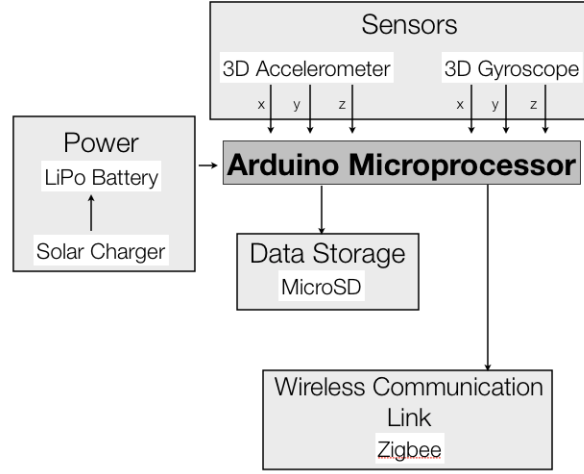 Sensors
3D Accelerometer
3D Gyroscope
x
y
z
x
y
z
Power
LiPo Battery
Solar Charger
Arduino Microprocessor
Data Storage
MicroSD
Wireless Communication
Link
Zigbee